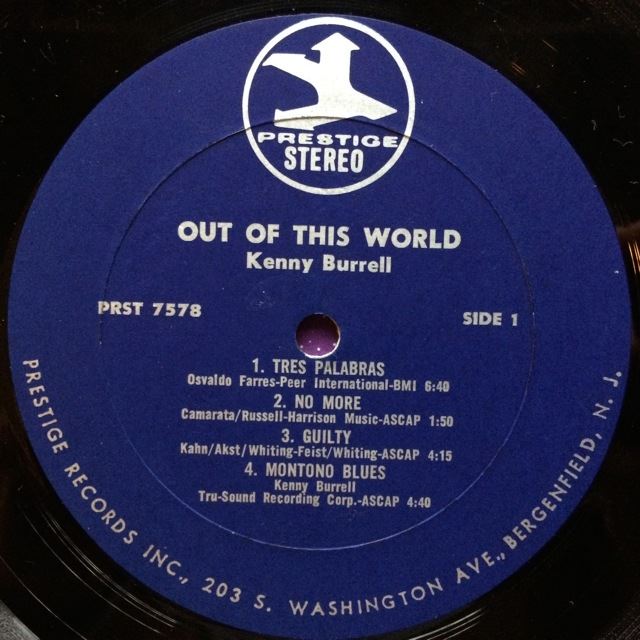 PRESTIGE
STEREO
OUT OF THIS WORLD
Kenny Burrell
PRST 7578
SIDE 1
1. TRES PALABRAS
Osvaldo Farres-Peer International-BMI 6:40
2. NO MORE
Camarata/Russell-Harrison Music-ASCAP 1:50
3. GUILTY
Kahn/Akst/Whiting-Feist/Whiting-ASCAP 4:15
4. MONTONO BLUES
Kenny Burrell
Tru-Sound Recording Corp.-ASCAP 4:40
PRESTIGE RECORDS INC., 203 S. WASHINGTON AVE., BERGENFIELD, N. J.